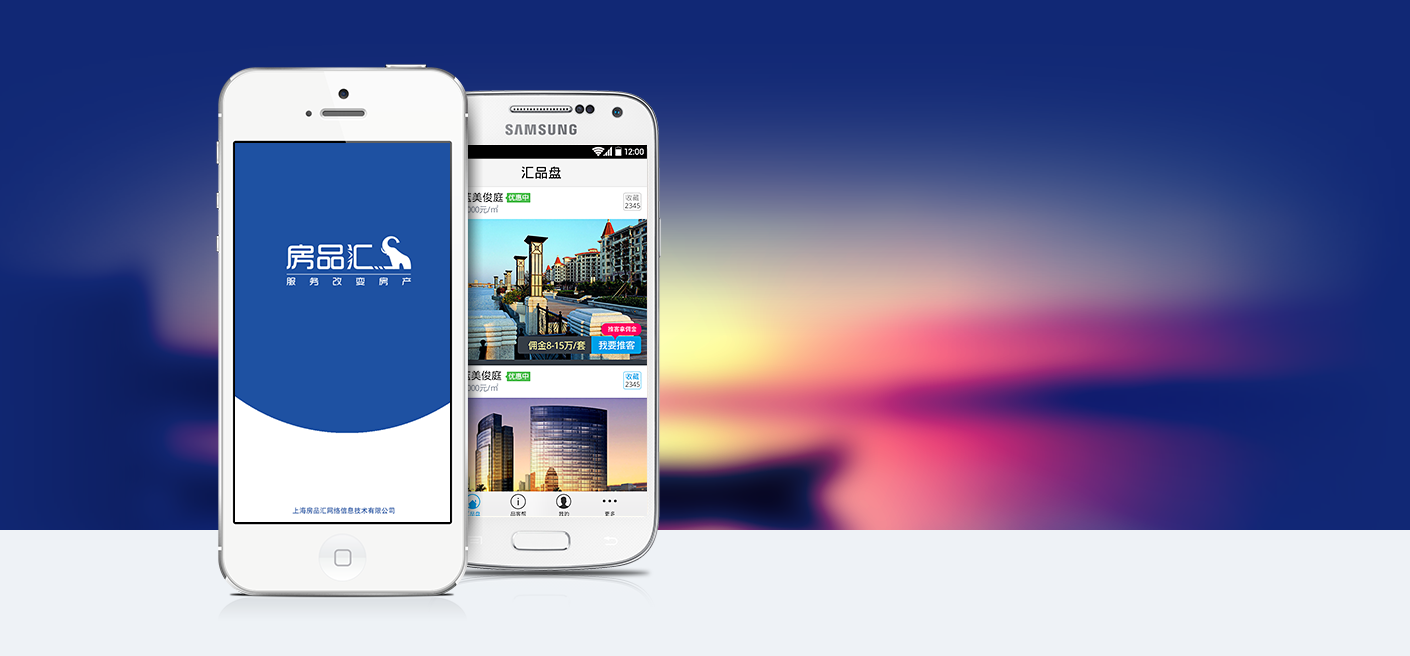 房品汇
服务改变房产
上海房品汇网络信息技术有限公司
SAMSUNG
12:00
汇品盘
美俊庭 优惠中
000元/㎡
收藏
2345
推客拿佣金
佣金8-15万/套 我要推客
美俊庭 优惠中
000元/㎡
收藏
2345
品客帮 我的 更多